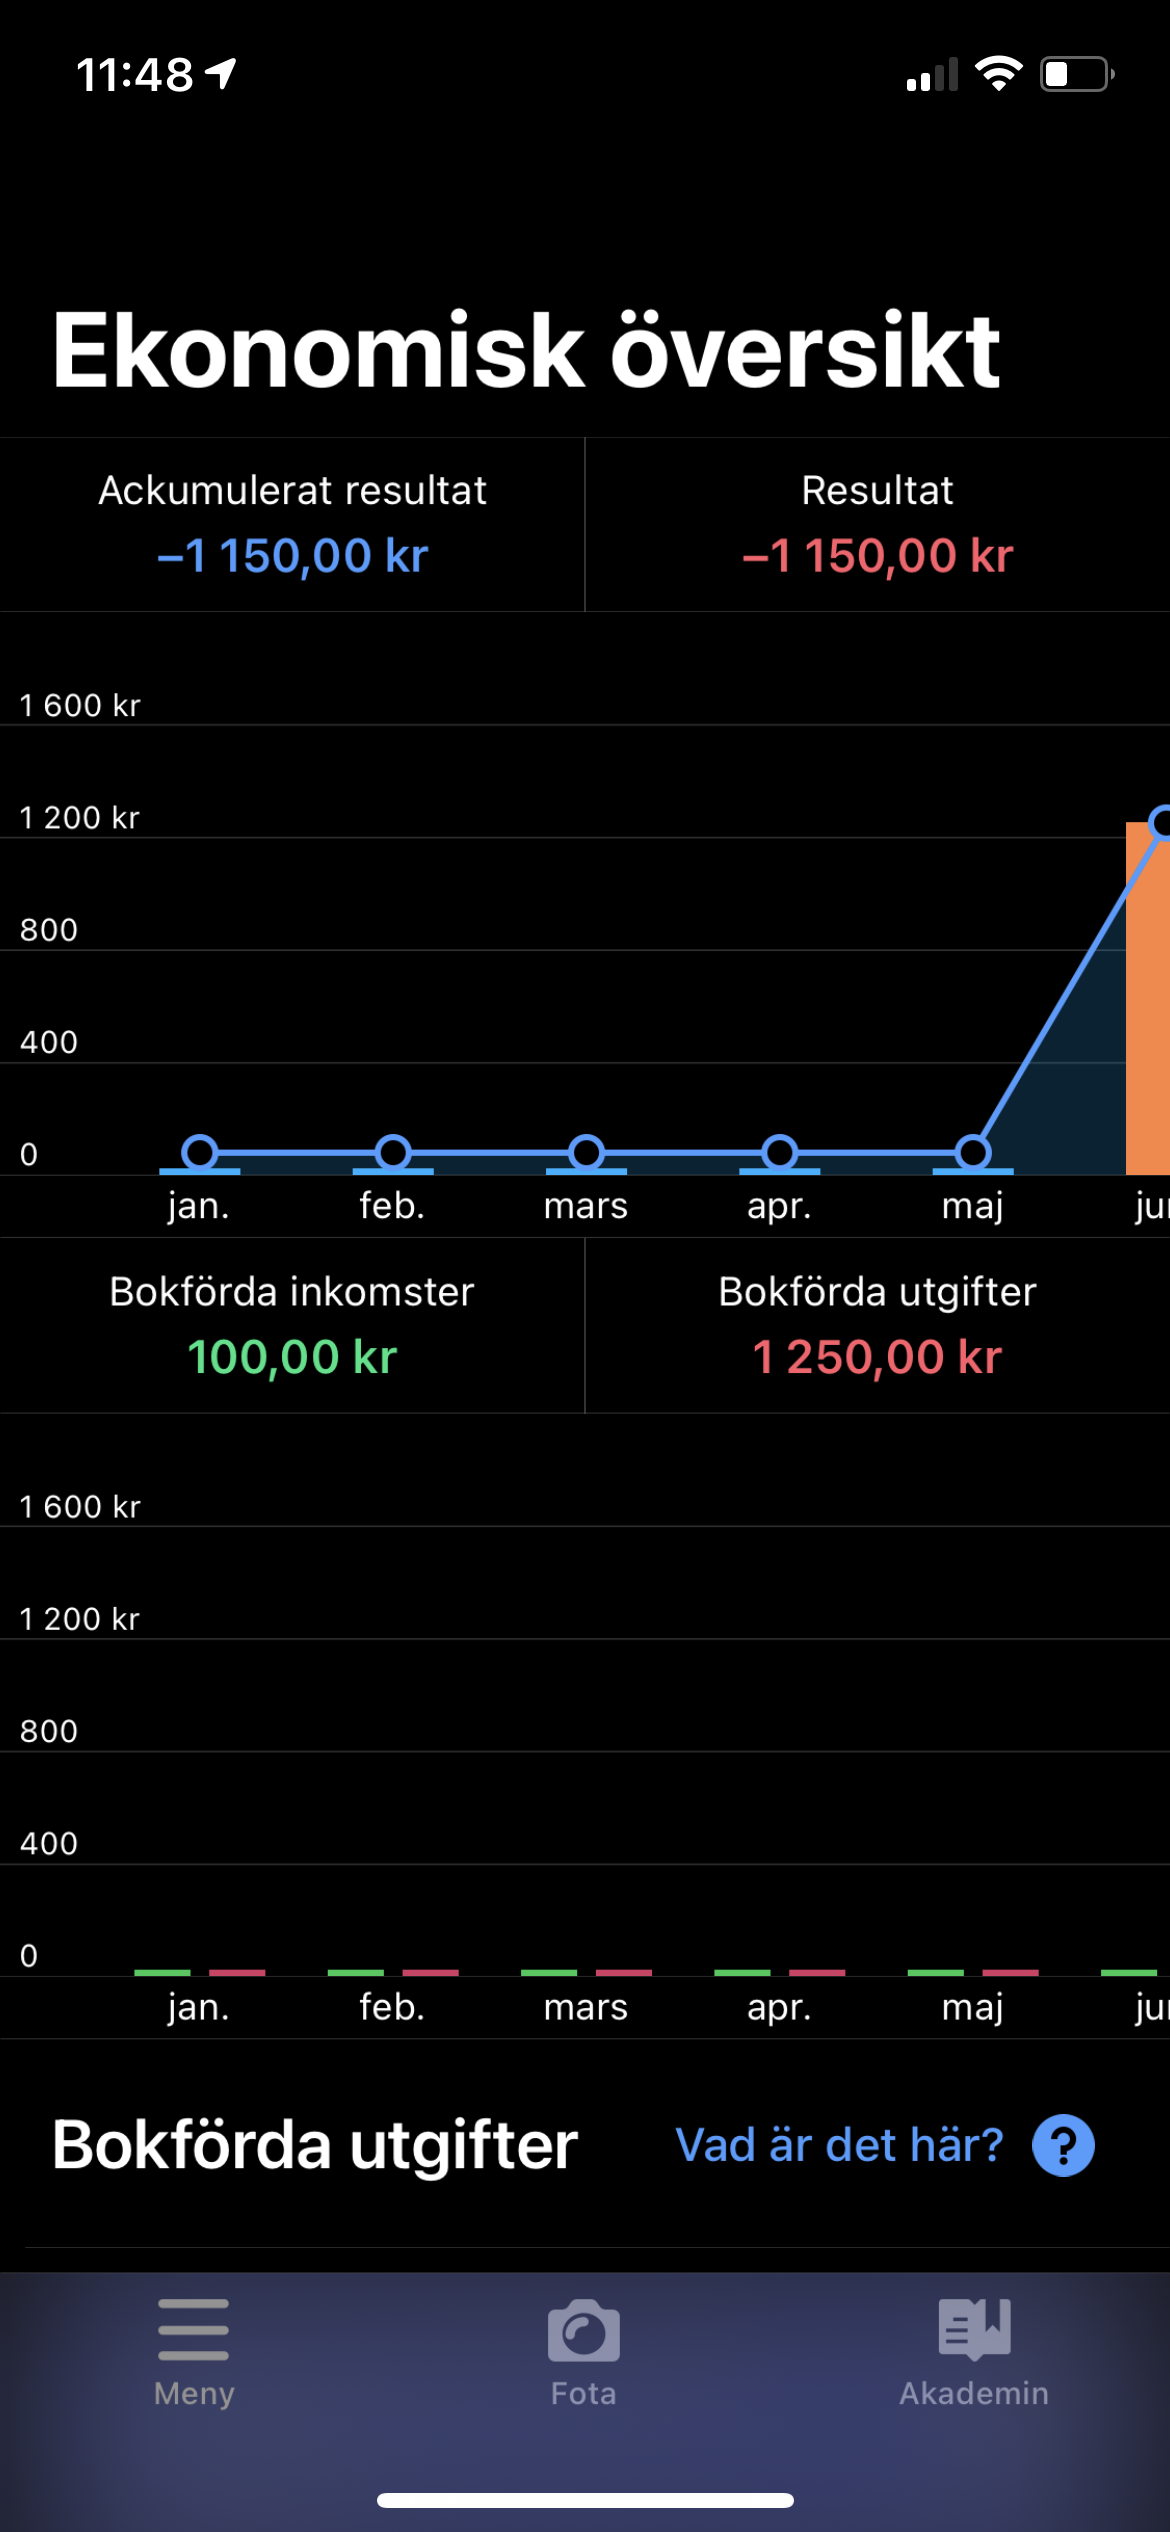 11:48
Ekonomisk översikt
Ackumulerat resultat
Resultat
–1 150,00 kr
–1 150,00 kr
1 600 kr
1 200 kr
800
400
0
jan.
feb.
mars
apr.
maj
jun
Bokförda inkomster
Bokförda utgifter
100,00 kr
1 250,00 kr
1 600 kr
1 200 kr
800
400
0
jan.
feb.
mars
apr.
maj
jun
Bokförda utgifter
Vad är det här? ?
Meny
Fota
Akademin